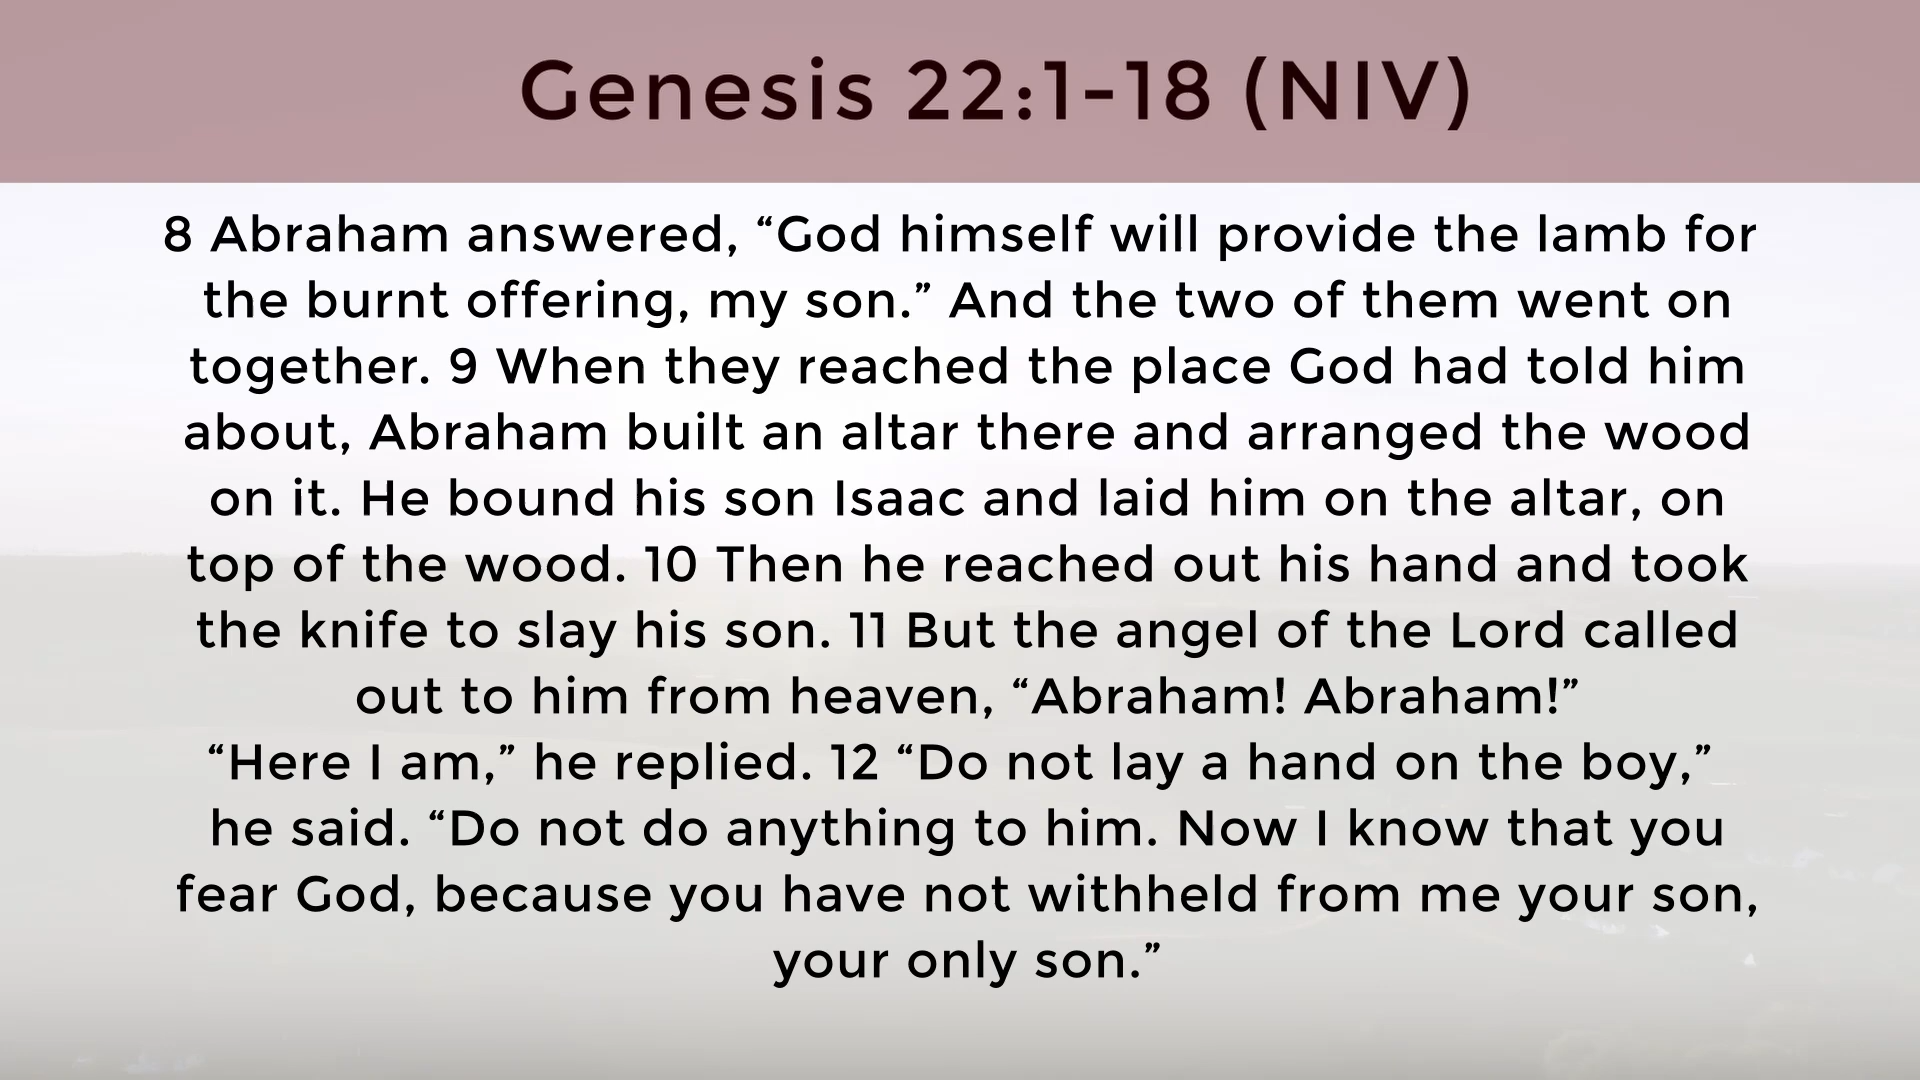 Genesis 22:1-18 (NIV)
8 Abraham answered, “God himself will provide the lamb for
the burnt offering, my son.” And the two of them went on
together. 9 When they reached the place God had told him
about, Abraham built an altar there and arranged the wood
on it. He bound his son Isaac and laid him on the altar, on
top of the wood. 10 Then he reached out his hand and took
the knife to slay his son. 11 But the angel of the Lord called
out to him from heaven, “Abraham! Abraham!”
“Here I am,” he replied. 12 “Do not lay a hand on the boy,”
he said. “Do not do anything to him. Now I know that you
fear God, because you have not withheld from me your son,
your only son.”